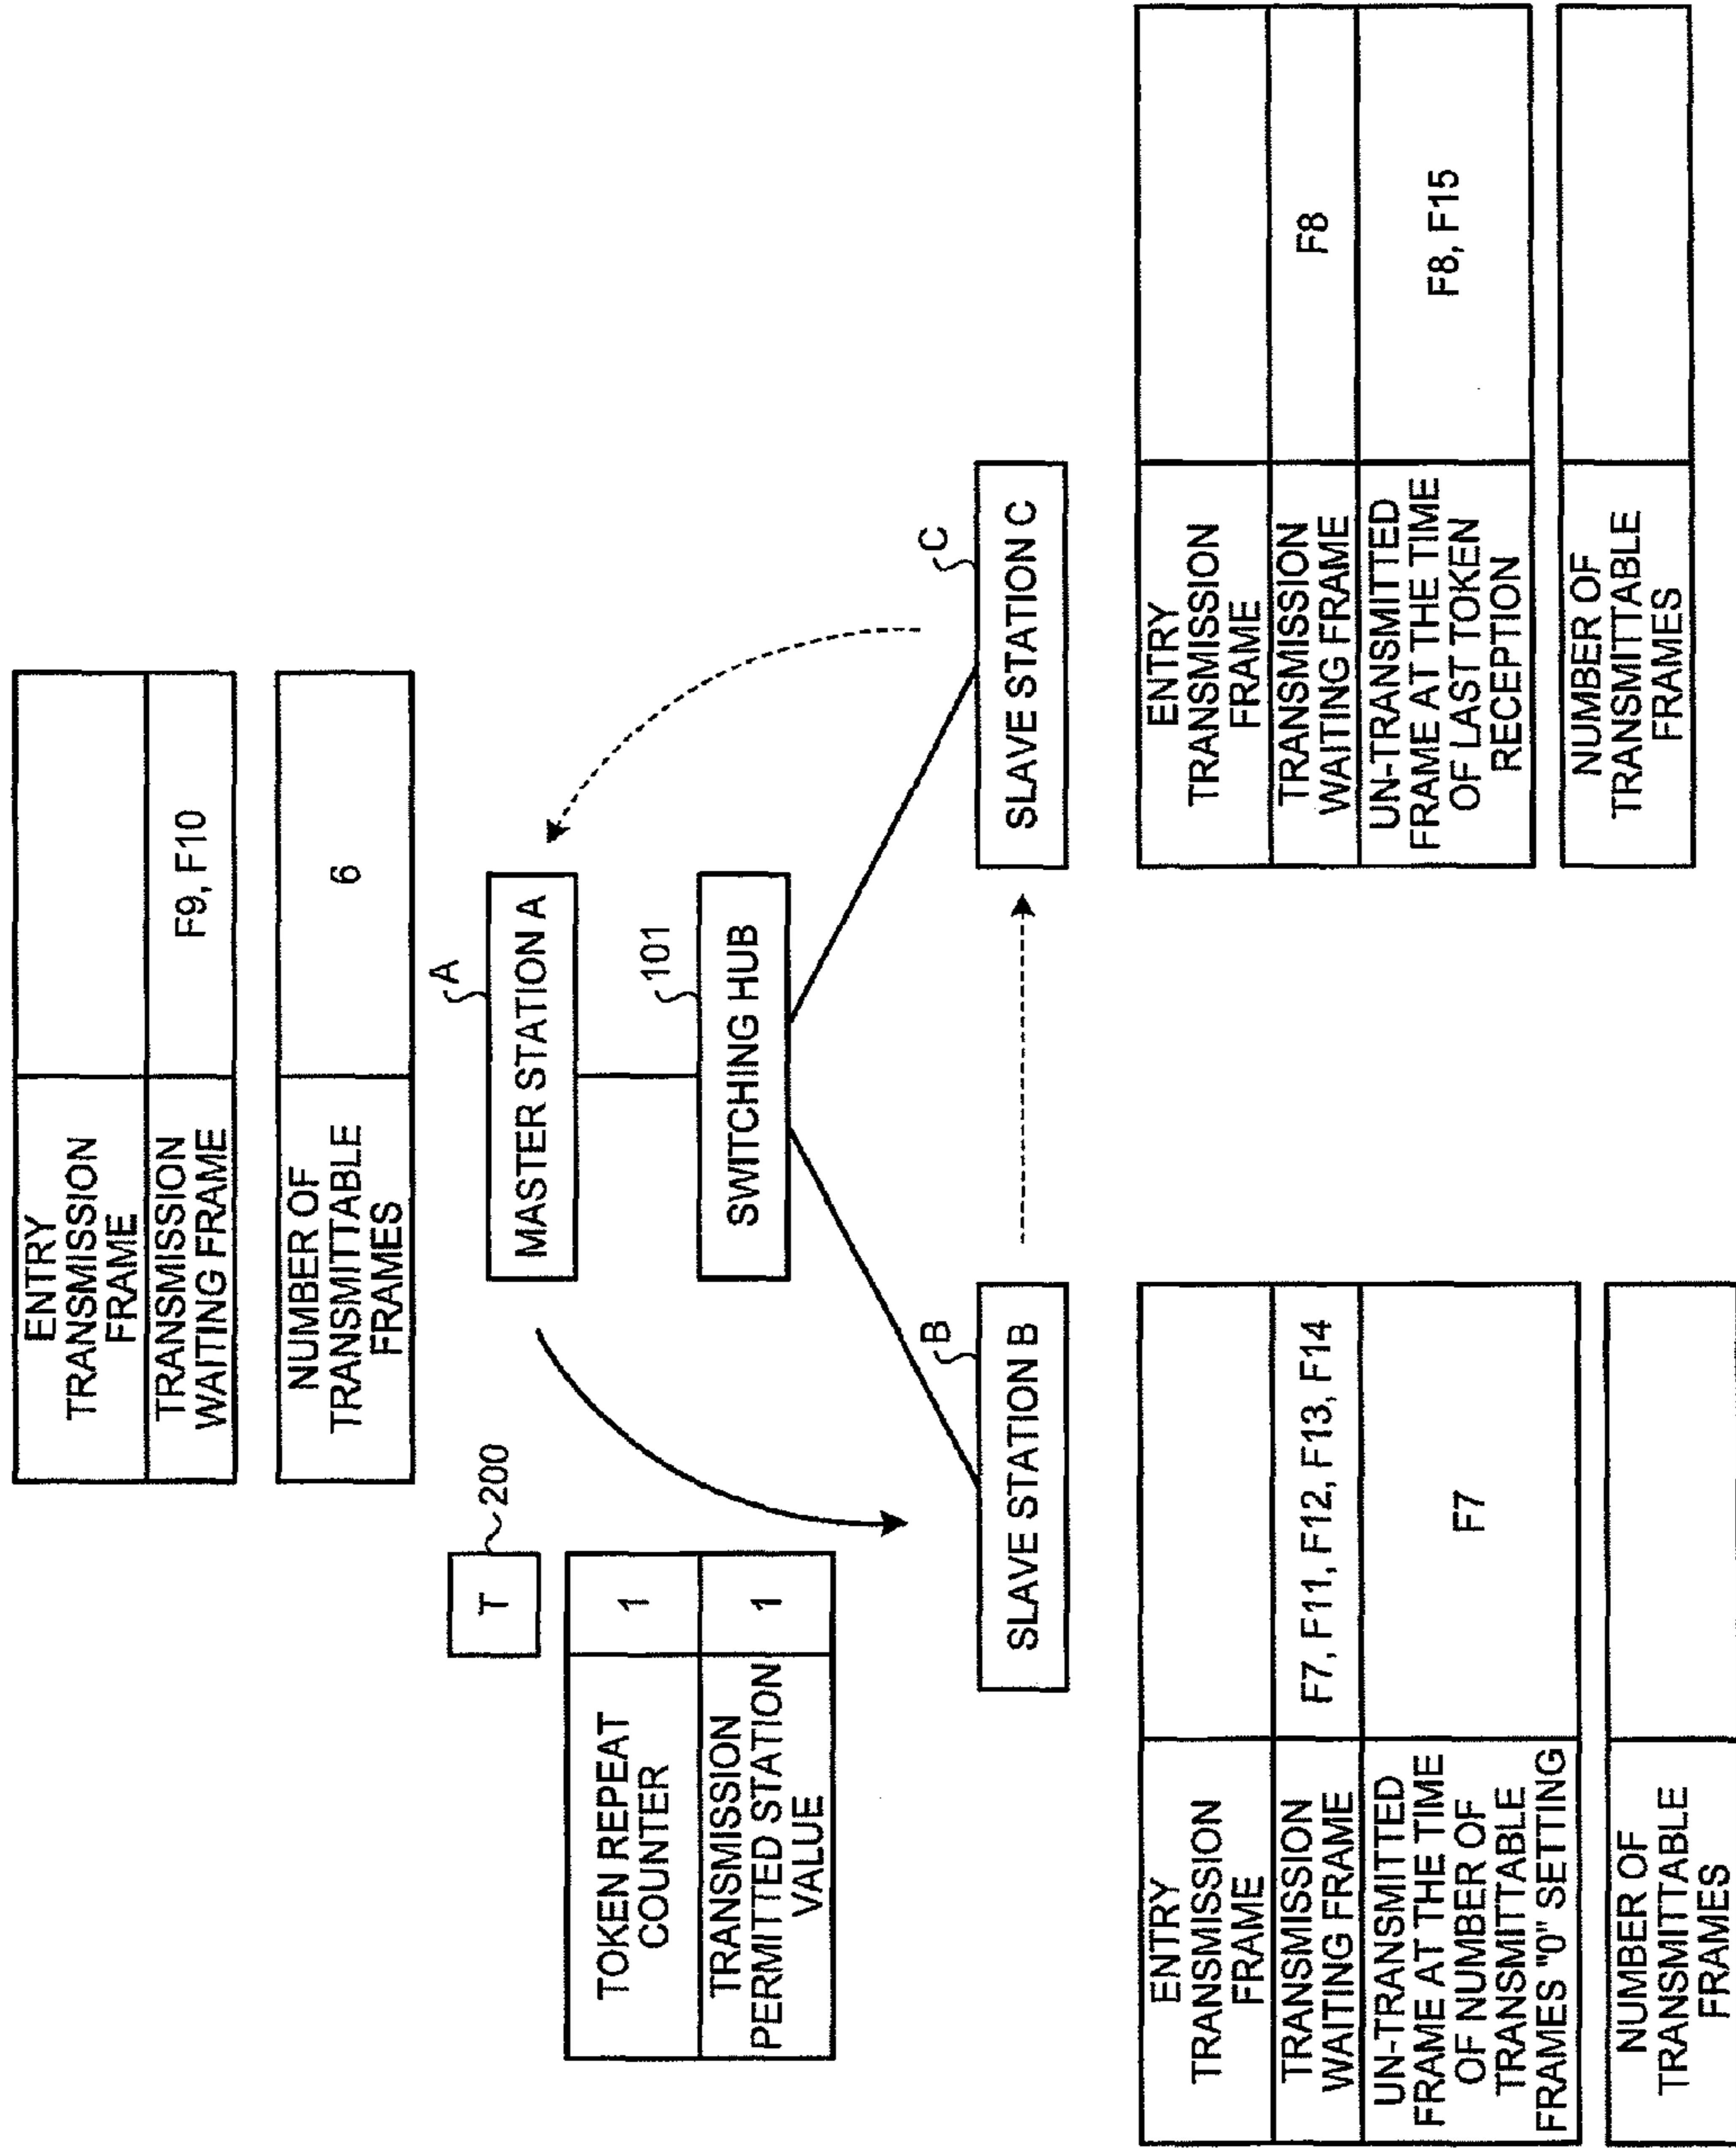 ENTRY
TRANSMISSION
FRAME
TRANSMISSION
WAITING FRAME
F9, F10
NUMBER OF
TRANSMITTABLE
FRAMES
6
T
200
TOKEN REPEAT
COUNTER
1
TRANSMISSION
PERMITTED STATION
VALUE
1
A
MASTER STATION A
101
SWITCHING HUB
B
SLAVE STATION B
C
SLAVE STATION C
ENTRY
TRANSMISSION
FRAME
TRANSMISSION
WAITING FRAME
F7, F11, F12, F13, F14
UN-TRANSMITTED
FRAME AT THE TIME
OF NUMBER OF
TRANSMITTABLE
FRAMES "0" SETTING
F7
NUMBER OF
TRANSMITTABLE
FRAMES
ENTRY
TRANSMISSION
FRAME
TRANSMISSION
WAITING FRAME
F8
UN-TRANSMITTED
FRAME AT THE TIME
OF LAST TOKEN
RECEPTION
F8, F15
NUMBER OF
TRANSMITTABLE
FRAMES